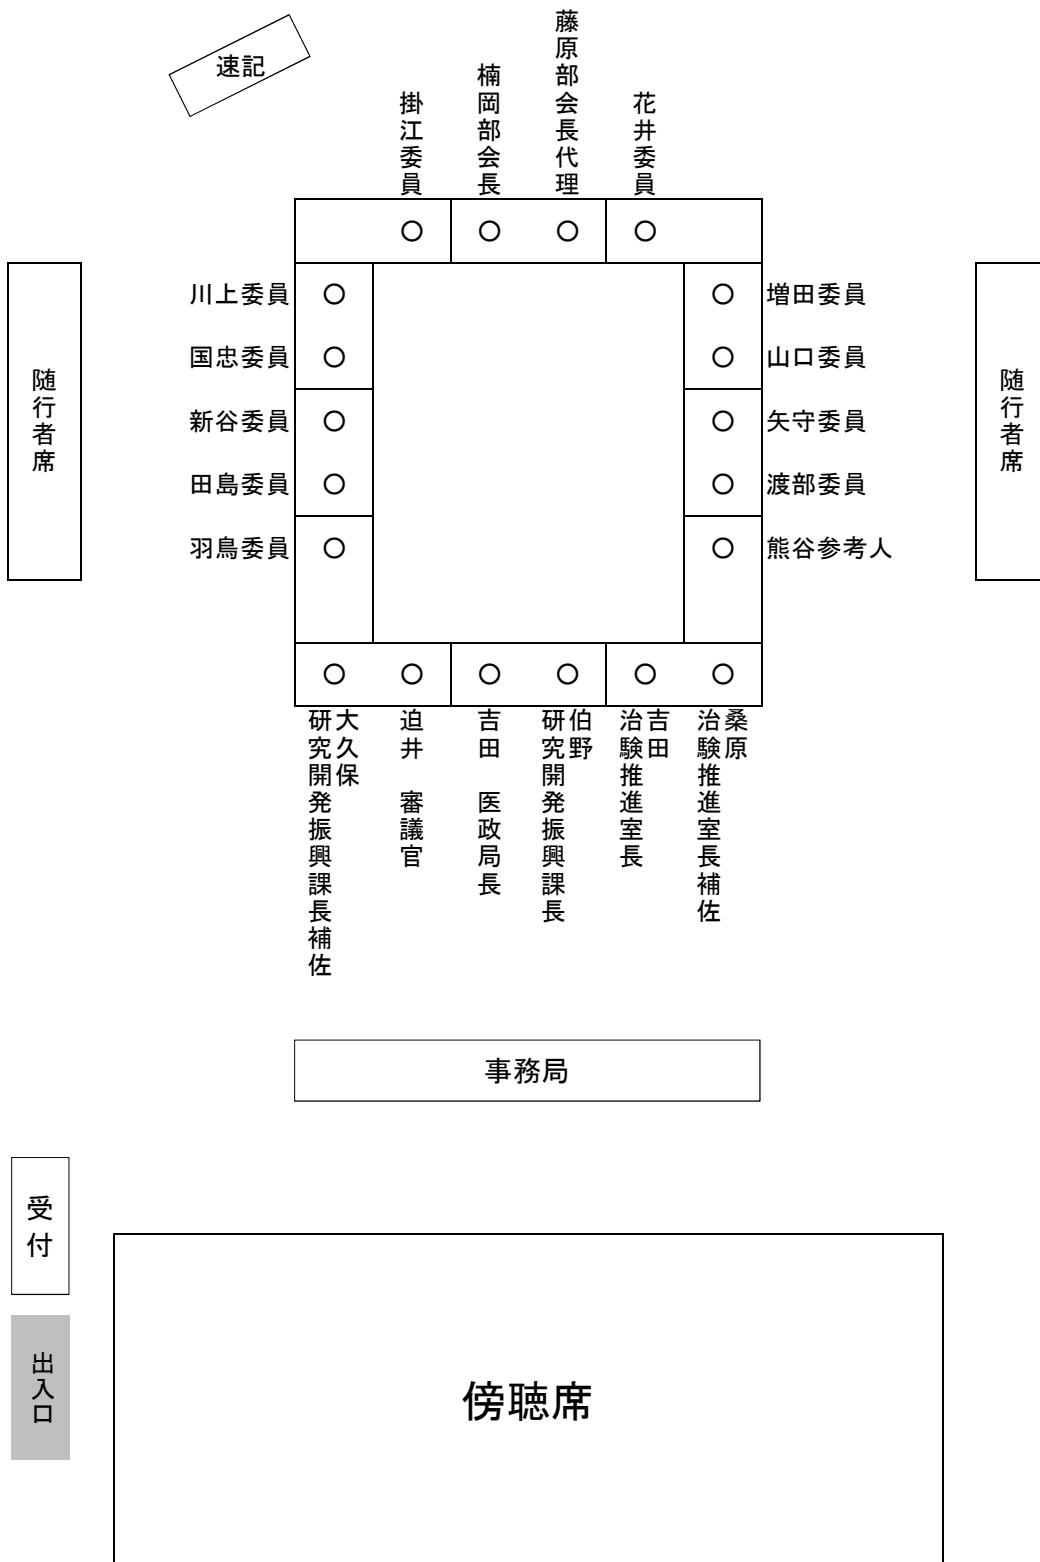 速記
掛江委員
楠岡部会長
藤原部会長代理
花井委員
随行者席
川上委員
国忠委員
新谷委員
田島委員
羽鳥委員
増田委員
山口委員
矢守委員
渡部委員
熊谷参考人
随行者席
大久保
研究開発振興課長補佐
迫井　審議官
吉田　医政局長
伯野
研究開発振興課長
吉田
治験推進室長
桑原
治験推進室長補佐
事務局
受付
出入口
傍聴席